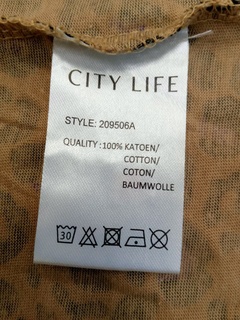 CITY LIFE
STYLE: 209506A
QUALITY :100% KATOEN/
COTTON/
COTON/
BAUMWOLLE
30